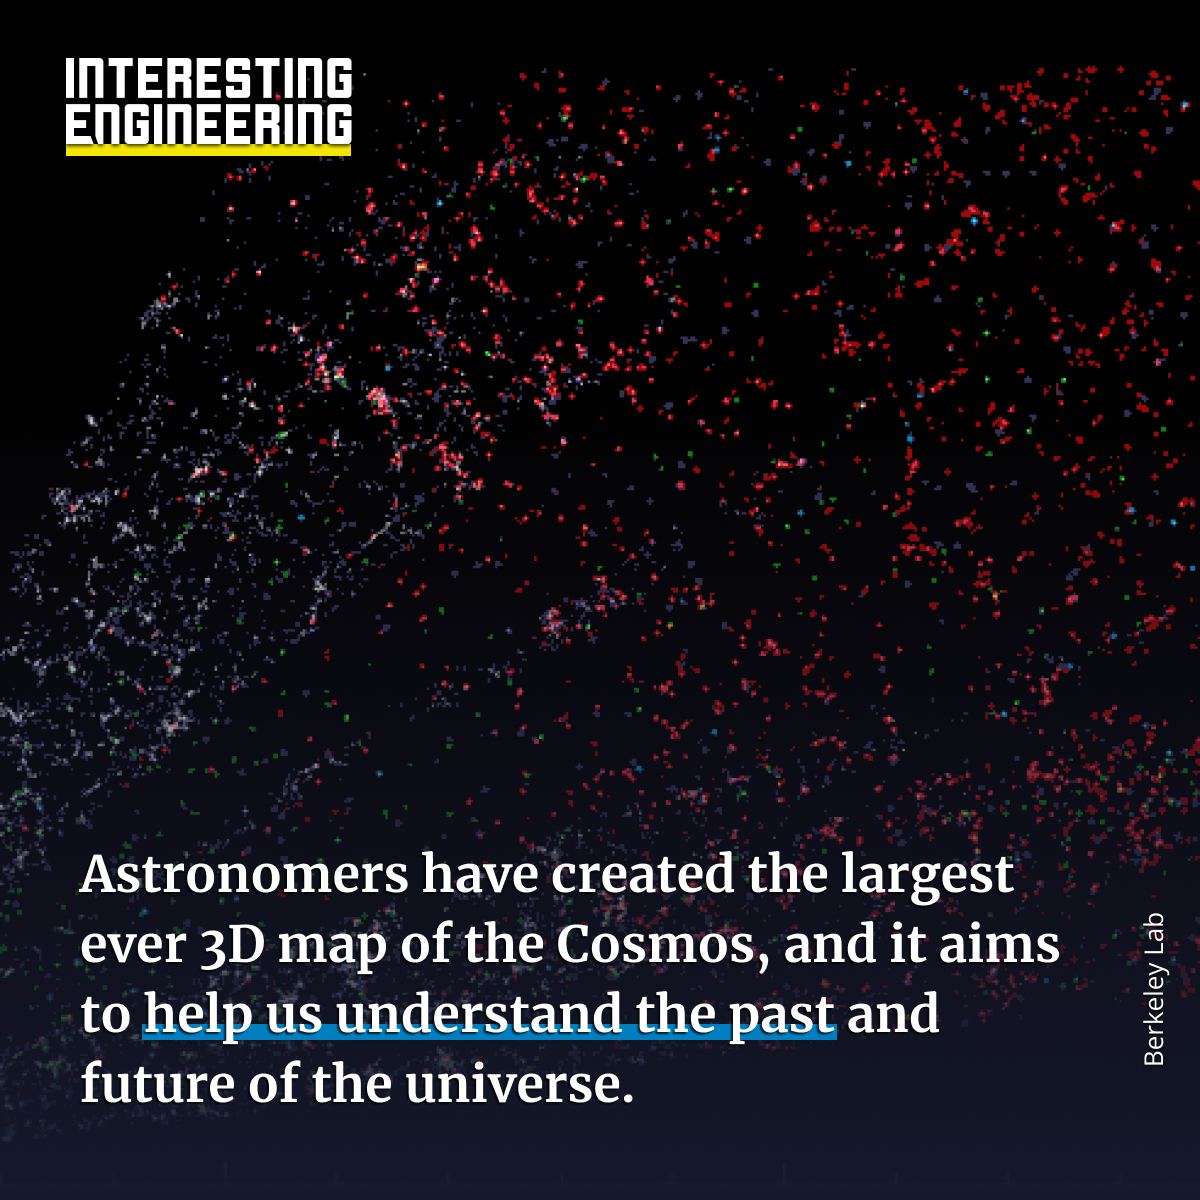 INTERESTING
ENGINEERING
Astronomers have created the largest
ever 3D map of the Cosmos, and it aims
to help us understand the past and
future of the universe.
Berkeley Lab